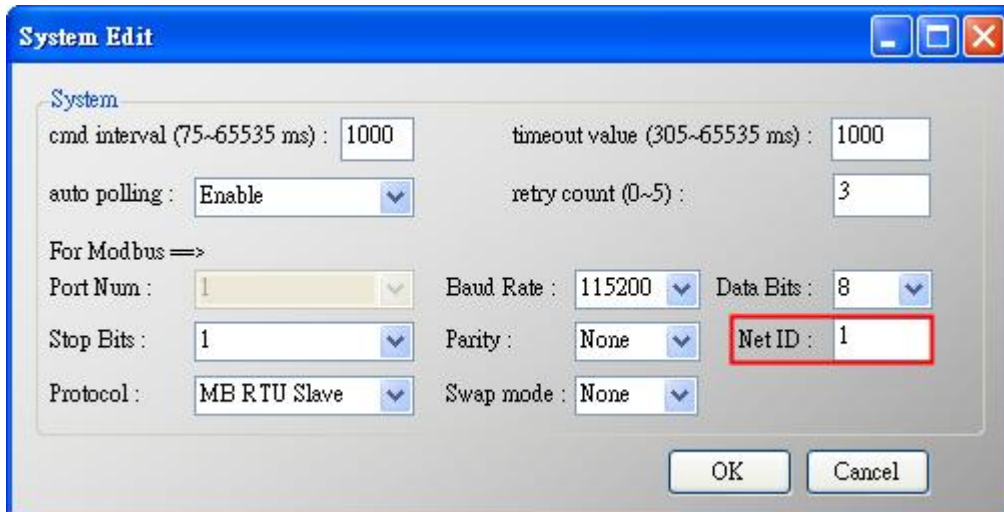 System Edit
System
cmd interval (75~65535 ms) : 1000 timeout value (305~65535 ms) : 1000
auto polling : Enable retry count (0~5) : 3
For Modbus ==>
Port Num : 1 Baud Rate : 115200 Data Bits : 8
Stop Bits : 1 Parity : None Net ID : 1
Protocol : MB RTU Slave Swap mode : None
OK Cancel